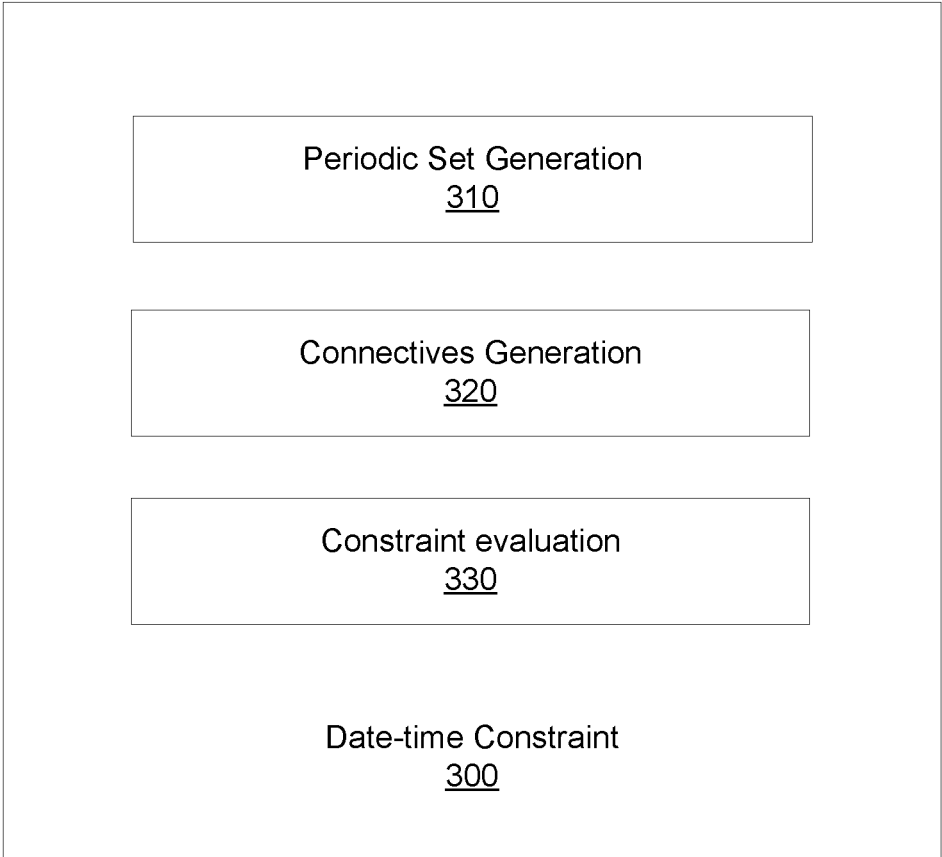 Periodic Set Generation
310
Connectives Generation
320
Constraint evaluation
330
Date-time Constraint
300